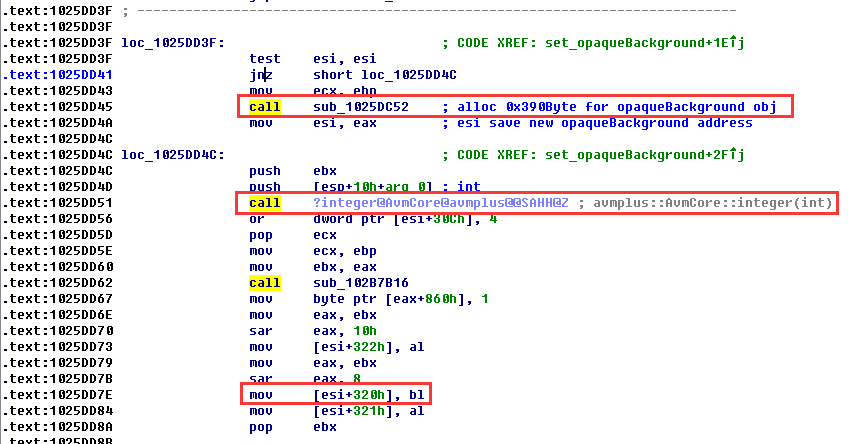 .text:1025DD3F ; ---------------------------------------------------------------------------
.text:1025DD3F
.text:1025DD3F loc_1025DD3F: ; CODE XREF: set_opaqueBackground+1E↑j
.text:1025DD3F test esi, esi
.text:1025DD41 jnz short loc_1025DD4C
.text:1025DD43 mov ecx, ebp
.text:1025DD45 call sub_1025DC52 ; alloc 0x390Byte for opaqueBackground obj
.text:1025DD4A mov esi, eax ; esi save new opaqueBackground address
.text:1025DD4C
.text:1025DD4C loc_1025DD4C: ; CODE XREF: set_opaqueBackground+2F↑j
.text:1025DD4C push ebx
.text:1025DD4D push [esp+10h+arg_0] ; int
.text:1025DD51 call ?integer@AvmCore@avmplus@@SAHH@Z ; avmplus::AvmCore::integer(int)
.text:1025DD56 or dword ptr [esi+30Ch], 4
.text:1025DD5D pop ecx
.text:1025DD5E mov ecx, ebp
.text:1025DD60 mov ebx, eax
.text:1025DD62 call sub_102B7B16
.text:1025DD67 mov byte ptr [eax+860h], 1
.text:1025DD6E mov eax, ebx
.text:1025DD70 sar eax, 10h
.text:1025DD73 mov [esi+322h], al
.text:1025DD79 mov eax, ebx
.text:1025DD7B sar eax, 8
.text:1025DD7E mov [esi+320h], bl
.text:1025DD84 mov [esi+321h], al
.text:1025DD8A pop ebx
.text:1025DD8B